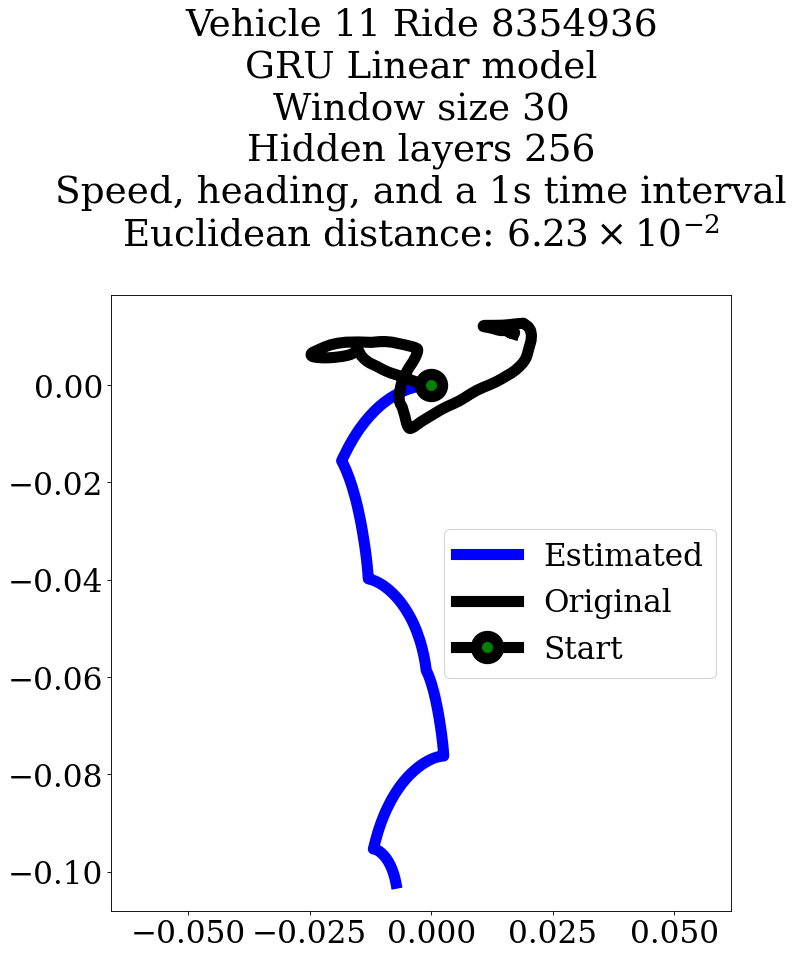 Vehicle 11 Ride 8354936
GRU Linear model
Window size 30
Hidden layers 256
Speed, heading, and a 1s time interval
Euclidean distance: 6.23 × 10⁻²
0.00
−0.02
−0.04
−0.06
−0.08
−0.10
Estimated
Original
Start
−0.050 −0.025 0.000 0.025 0.050